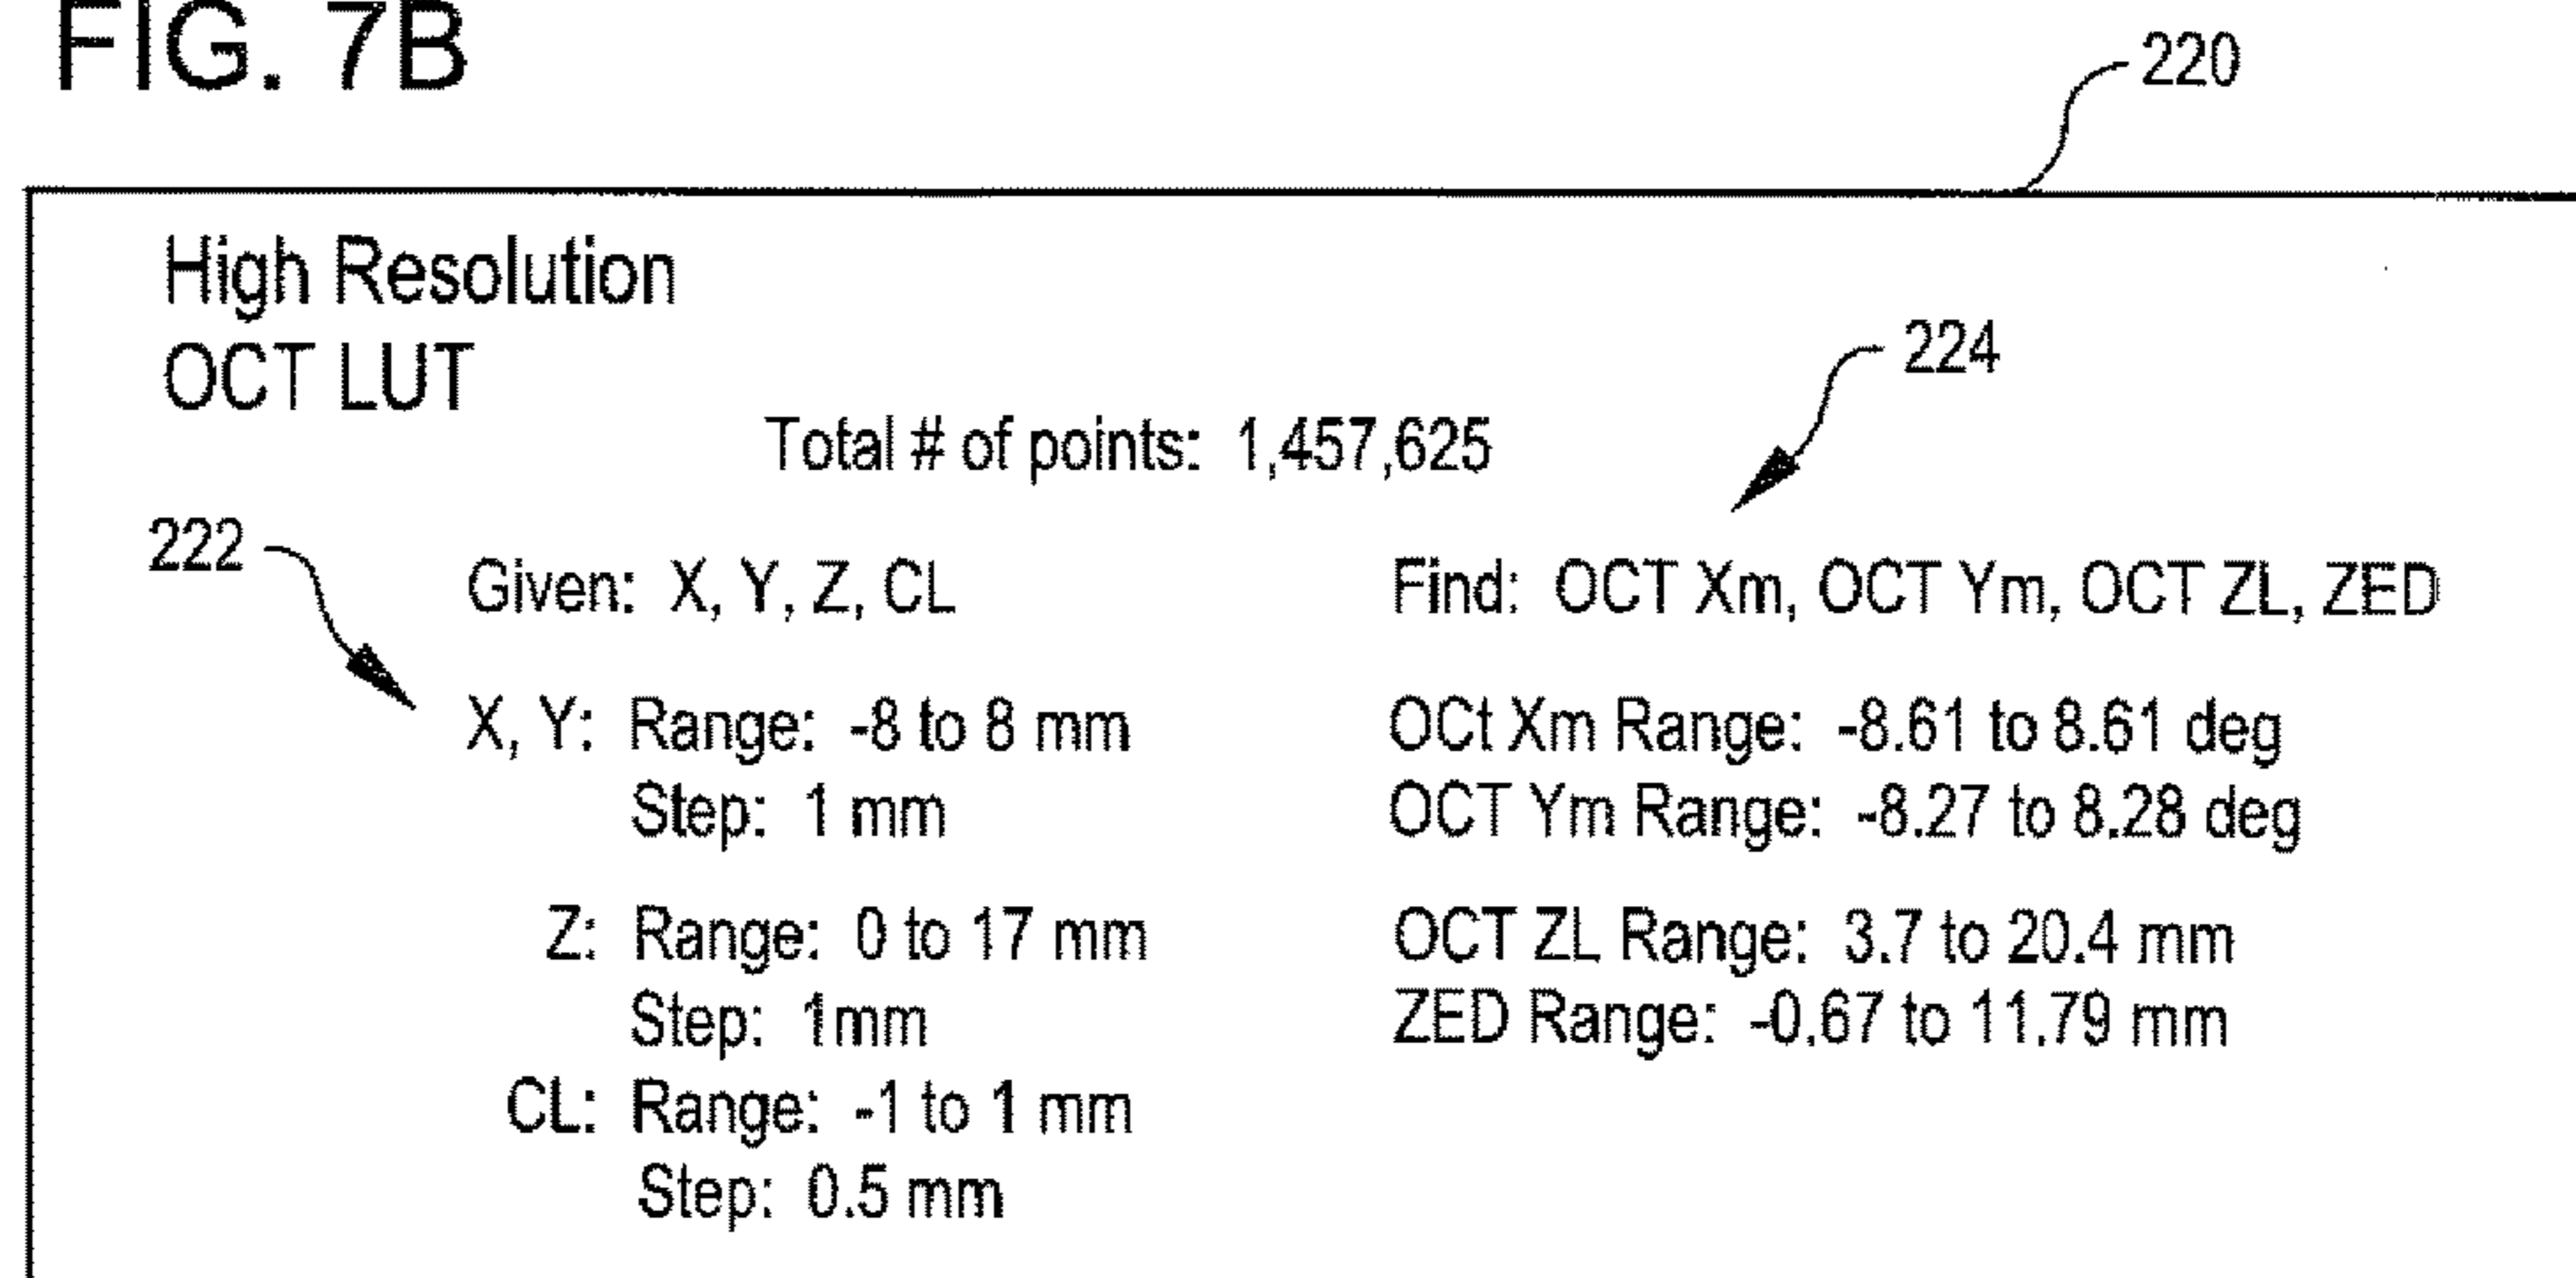 FIG. 7B
220
High Resolution
OCT LUT
224
Total # of points: 1,457,625
222
Given: X, Y, Z, CL
Find: OCT Xm, OCT Ym, OCT ZL, ZED
X, Y: Range: -8 to 8 mm
Step: 1 mm
OCt Xm Range: -8.61 to 8.61 deg
OCT Ym Range: -8.27 to 8.28 deg
Z: Range: 0 to 17 mm
Step: 1mm
OCT ZL Range: 3.7 to 20.4 mm
ZED Range: -0.67 to 11.79 mm
CL: Range: -1 to 1 mm
Step: 0.5 mm